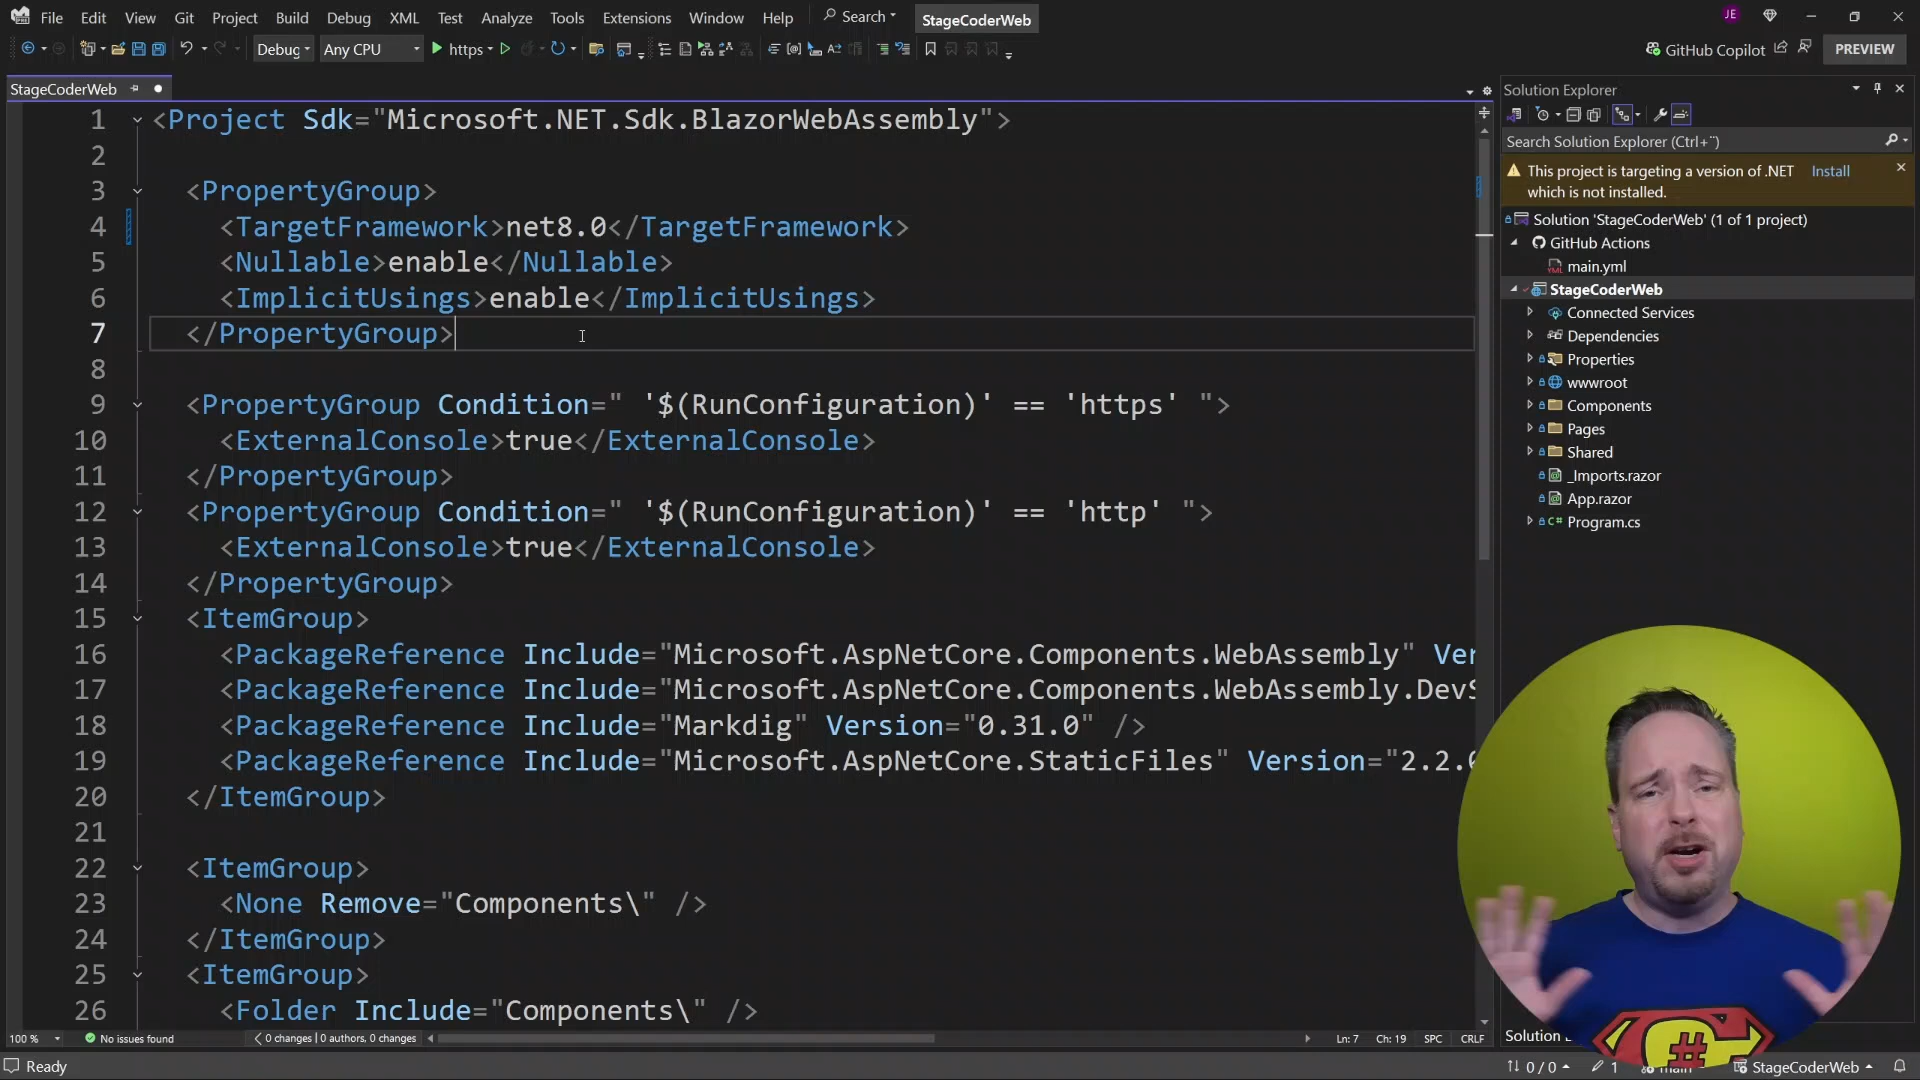 File Edit View Git Project Build Debug XML Test Analyze Tools Extensions Window Help Search StageCoderWeb JE
Debug Any CPU https GitHub Copilot PREVIEW
StageCoderWeb
1 <Project Sdk="Microsoft.NET.Sdk.BlazorWebAssembly">
2
3 <PropertyGroup>
4 <TargetFramework>net8.0</TargetFramework>
5 <Nullable>enable</Nullable>
6 <ImplicitUsings>enable</ImplicitUsings>
7 </PropertyGroup>
8
9 <PropertyGroup Condition=" '$(RunConfiguration)' == 'https' ">
10 <ExternalConsole>true</ExternalConsole>
11 </PropertyGroup>
12 <PropertyGroup Condition=" '$(RunConfiguration)' == 'http' ">
13 <ExternalConsole>true</ExternalConsole>
14 </PropertyGroup>
15 <ItemGroup>
16 <PackageReference Include="Microsoft.AspNetCore.Components.WebAssembly" Ver
17 <PackageReference Include="Microsoft.AspNetCore.Components.WebAssembly.DevS
18 <PackageReference Include="Markdig" Version="0.31.0" />
19 <PackageReference Include="Microsoft.AspNetCore.StaticFiles" Version="2.2.0
20 </ItemGroup>
21
22 <ItemGroup>
23 <None Remove="Components\" />
24 </ItemGroup>
25 <ItemGroup>
26 <Folder Include="Components\" />
100 % No issues found 0 changes | 0 authors, 0 changes Ln: 7 Ch: 19 SPC CRLF
Solution Explorer
Search Solution Explorer (Ctrl+¨)
This project is targeting a version of .NET Install
which is not installed.
Solution 'StageCoderWeb' (1 of 1 project)
GitHub Actions
main.yml
StageCoderWeb
Connected Services
Dependencies
Properties
wwwroot
Components
Pages
Shared
_Imports.razor
App.razor
C# Program.cs
Solution
C#
Ready 0 / 0 1 main StageCoderWeb